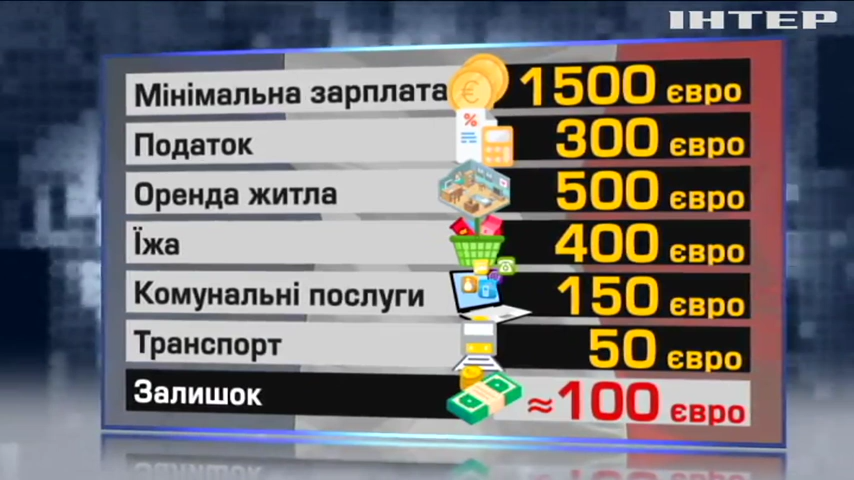 ІНТЕР
Мінімальна зарплата 1500 євро
%
Податок 300 євро
Оренда житла 500 євро
Їжа 400 євро
Комунальні послуги 150 євро
Транспорт 50 євро
Залишок ≈100 євро